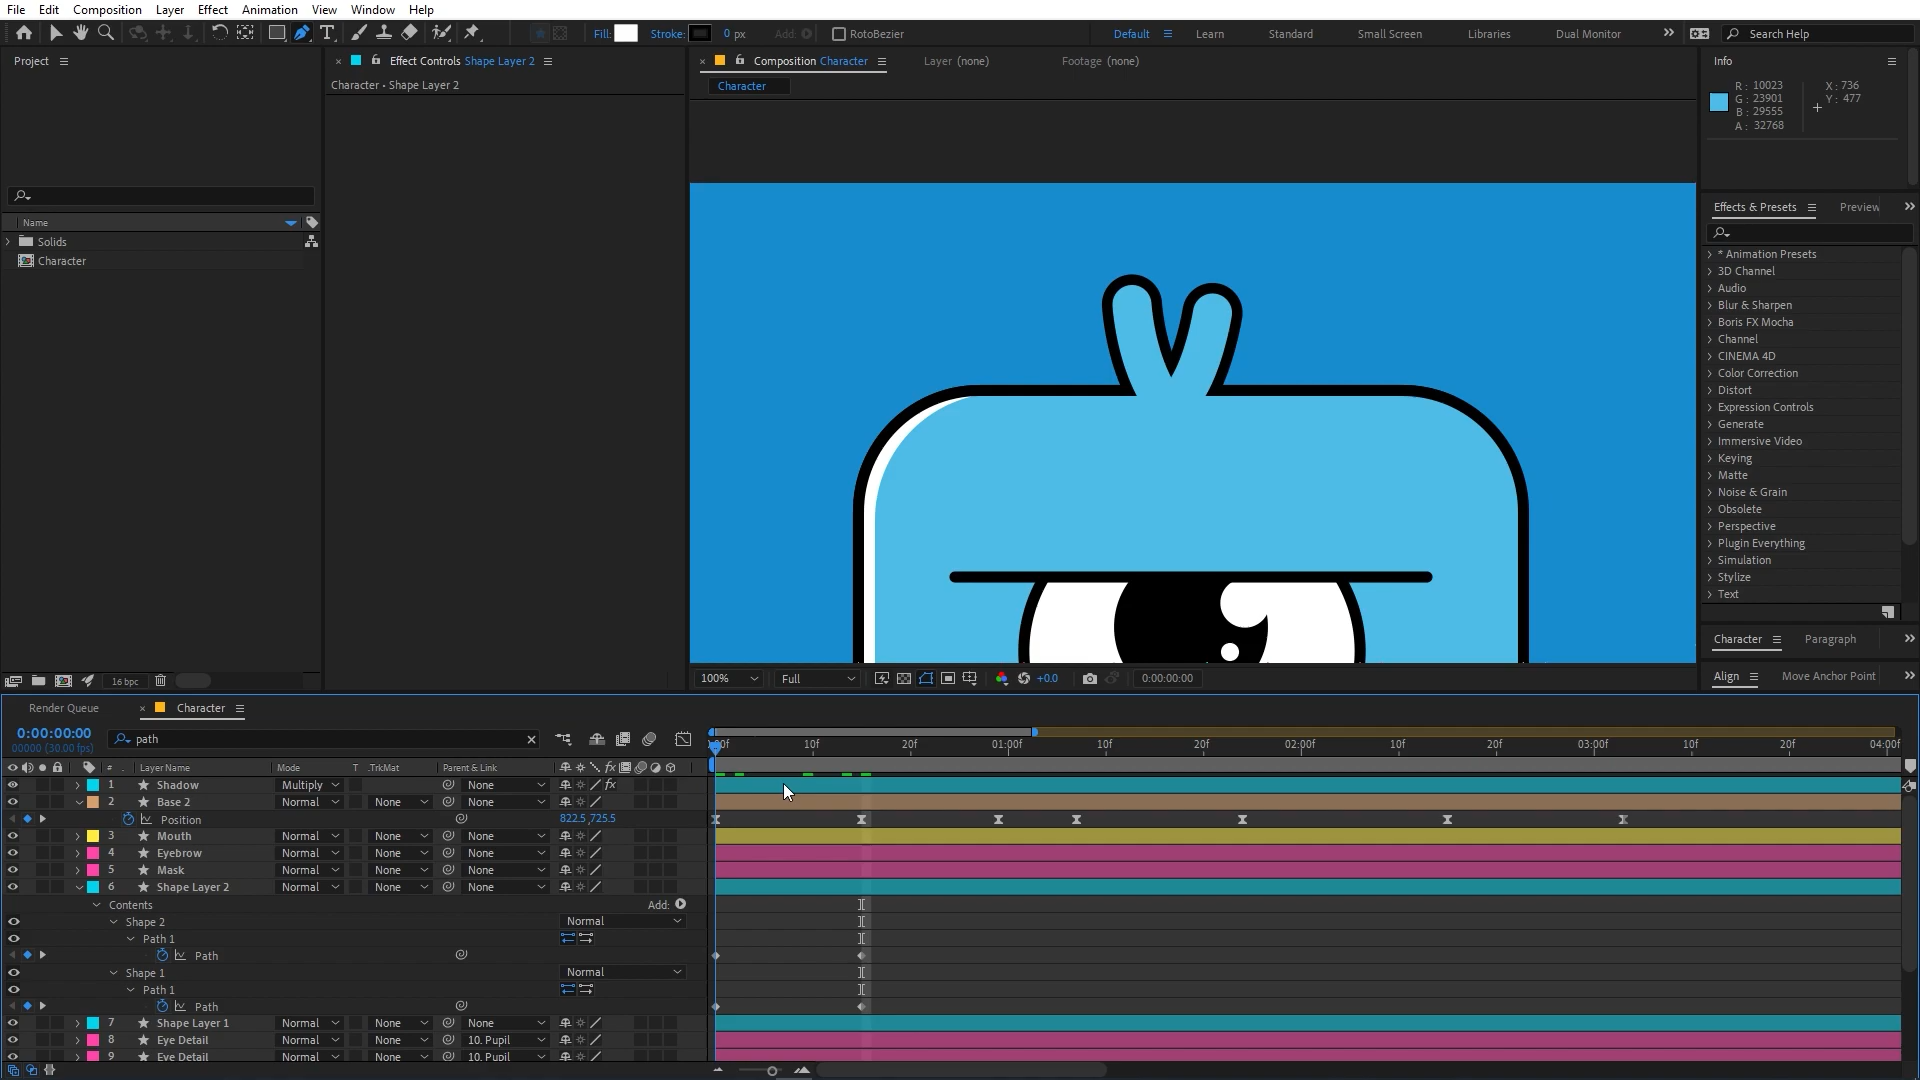 File Edit Composition Layer Effect Animation View Window Help
Fill: Stroke: 0 px Add: RotoBezier Default Learn Standard Small Screen Libraries Dual Monitor Search Help
Project Effect Controls Shape Layer 2 Composition Character Layer (none) Footage (none) Info
Character • Shape Layer 2 Character
R: 10023 X: 736
G: 23901 Y: 477
B: 29555
A: 32768
Effects & Presets Preview
Name
Solids
Character
* Animation Presets
3D Channel
Audio
Blur & Sharpen
Boris FX Mocha
Channel
CINEMA 4D
Color Correction
Distort
Expression Controls
Generate
Immersive Video
Keying
Matte
Noise & Grain
Obsolete
Perspective
Plugin Everything
Simulation
Stylize
Text
Character Paragraph
Align Move Anchor Point
16 bpc 100% Full +0.0 0:00:00:00
Render Queue Character
0:00:00:00 path
00000 (30.00 fps)
:00f 10f 20f 01:00f 10f 20f 02:00f 10f 20f 03:00f 10f 20f 04:00f
# Layer Name Mode T .TrkMat Parent & Link fx
1 Shadow Multiply None fx
2 Base 2 Normal None None
Position 822.5,725.5
3 Mouth Normal None None
4 Eyebrow Normal None None
5 Mask Normal None None
6 Shape Layer 2 Normal None None
Contents Add:
Shape 2 Normal
Path 1
Path
Shape 1 Normal
Path 1
Path
7 Shape Layer 1 Normal None None
8 Eye Detail Normal None 10. Pupil
9 Eye Detail Normal None 10. Pupil